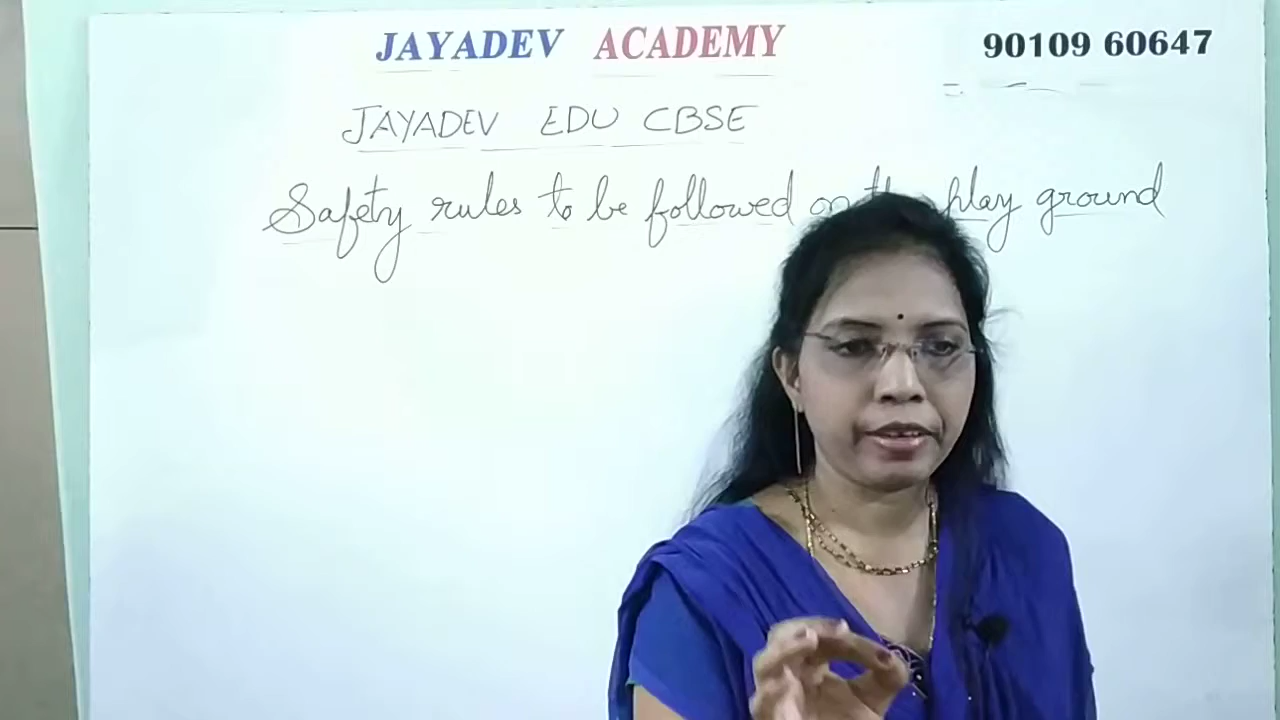 JAYADEV ACADEMY
90109 60647
JAYADEV EDU CBSE
Safety rules to be followed on the play ground